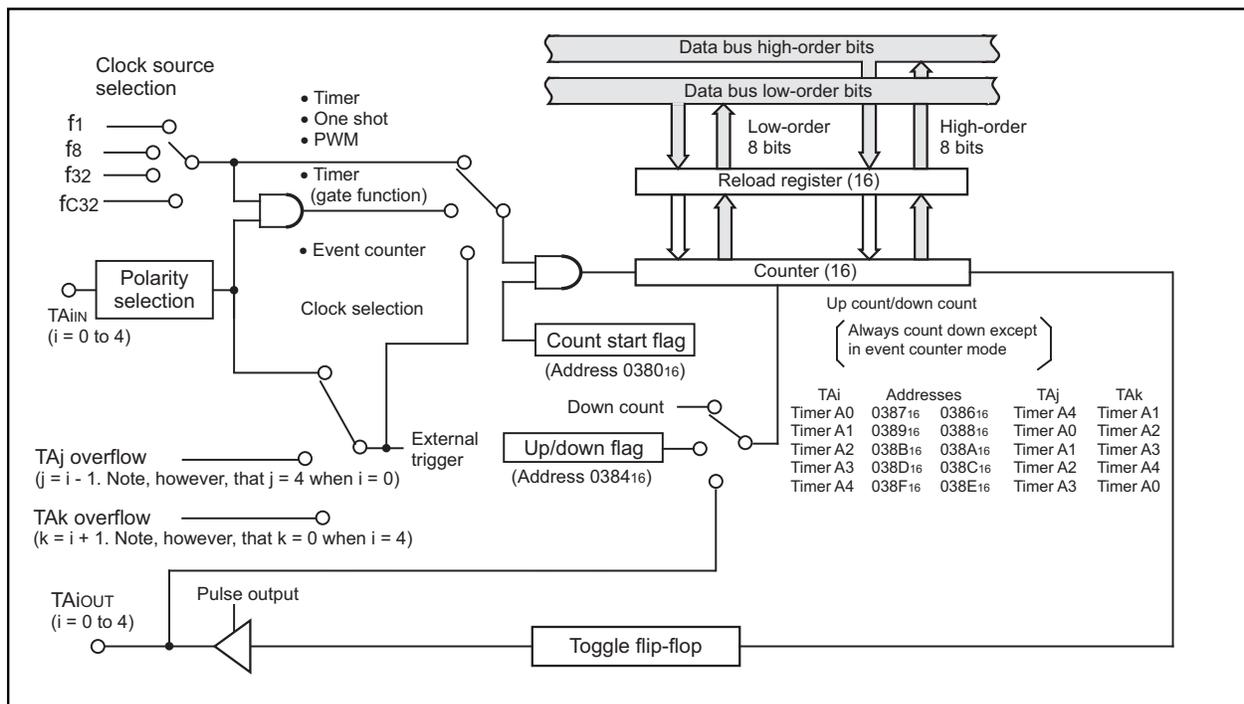 Data bus high-order bits
Data bus low-order bits
Clock source
selection
f1
f8
f32
fC32
• Timer
• One shot
• PWM
• Timer
(gate function)
• Event counter
Clock selection
Low-order
8 bits
High-order
8 bits
Reload register (16)
Counter (16)
Polarity
selection
TAiIN
(i = 0 to 4)
Up count/down count
Always count down except
in event counter mode
Count start flag
(Address 038016)
Down count
Up/down flag
(Address 038416)
External
trigger
TAi Addresses TAj TAk
Timer A0 038716 038616 Timer A4 Timer A1
Timer A1 038916 038816 Timer A0 Timer A2
Timer A2 038B16 038A16 Timer A1 Timer A3
Timer A3 038D16 038C16 Timer A2 Timer A4
Timer A4 038F16 038E16 Timer A3 Timer A0
TAj overflow
(j = i - 1. Note, however, that j = 4 when i = 0)
TAk overflow
(k = i + 1. Note, however, that k = 0 when i = 4)
TAiOUT
(i = 0 to 4)
Pulse output
Toggle flip-flop